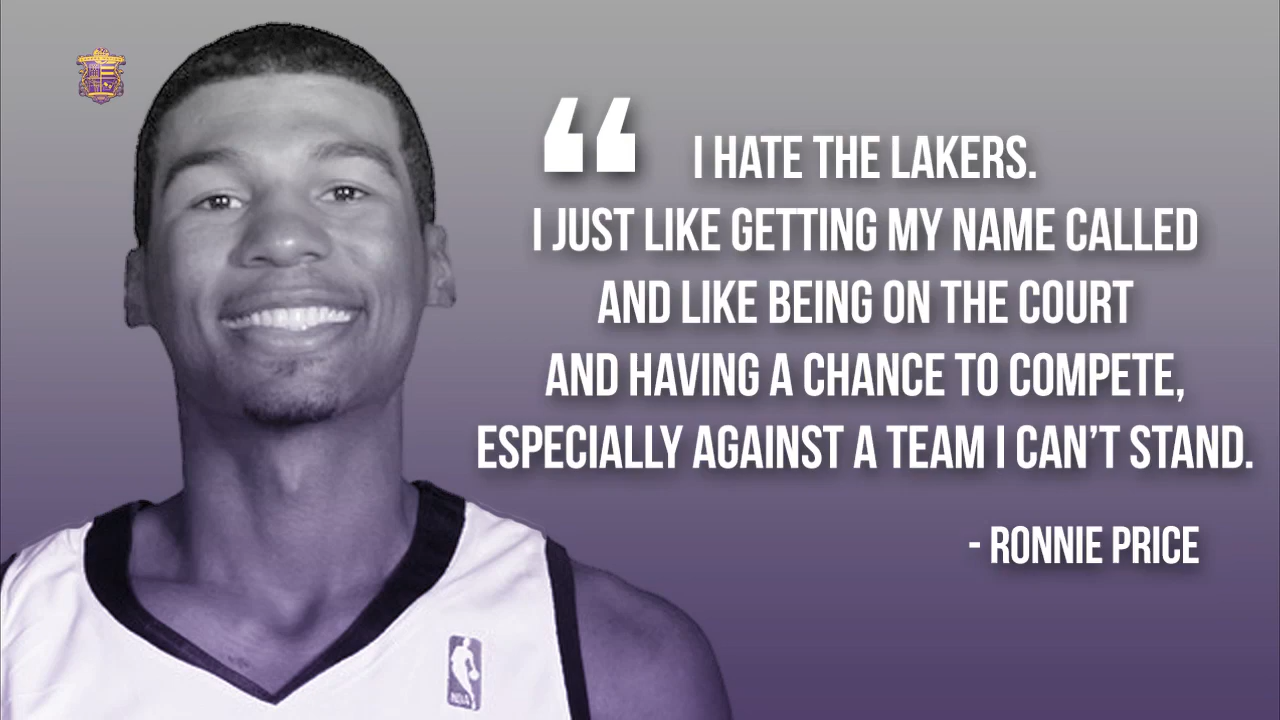 “ I HATE THE LAKERS.
I JUST LIKE GETTING MY NAME CALLED
AND LIKE BEING ON THE COURT
AND HAVING A CHANCE TO COMPETE,
ESPECIALLY AGAINST A TEAM I CAN’T STAND.
- RONNIE PRICE
NBA